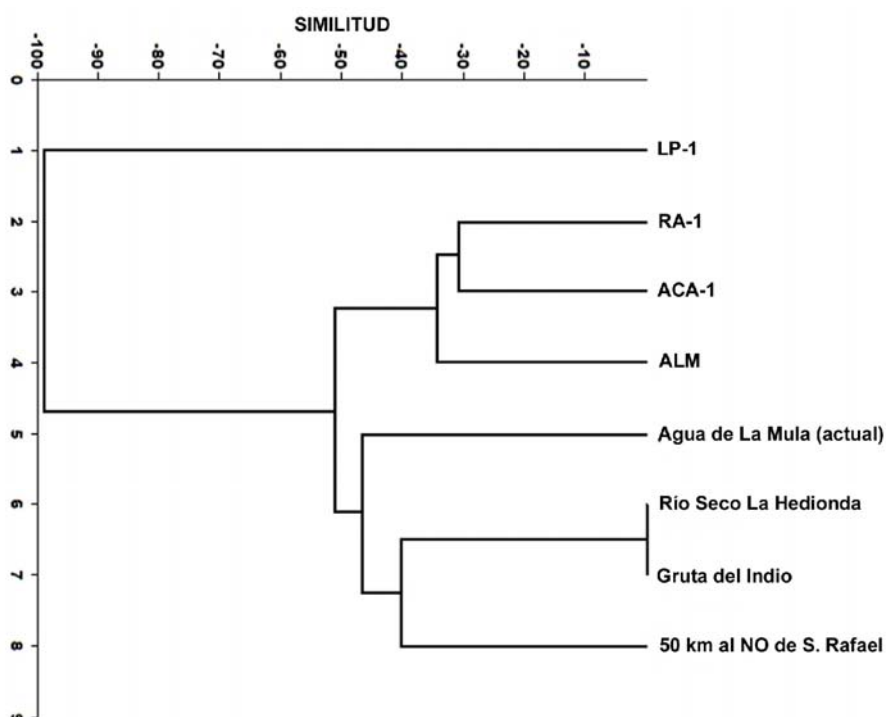 SIMILITUD
-100 -90 -80 -70 -60 -50 -40 -30 -20 -10
0
1
LP-1
2
RA-1
3
ACA-1
4
ALM
5
Agua de La Mula (actual)
6
Río Seco La Hedionda
7
Gruta del Indio
8
50 km al NO de S. Rafael
9